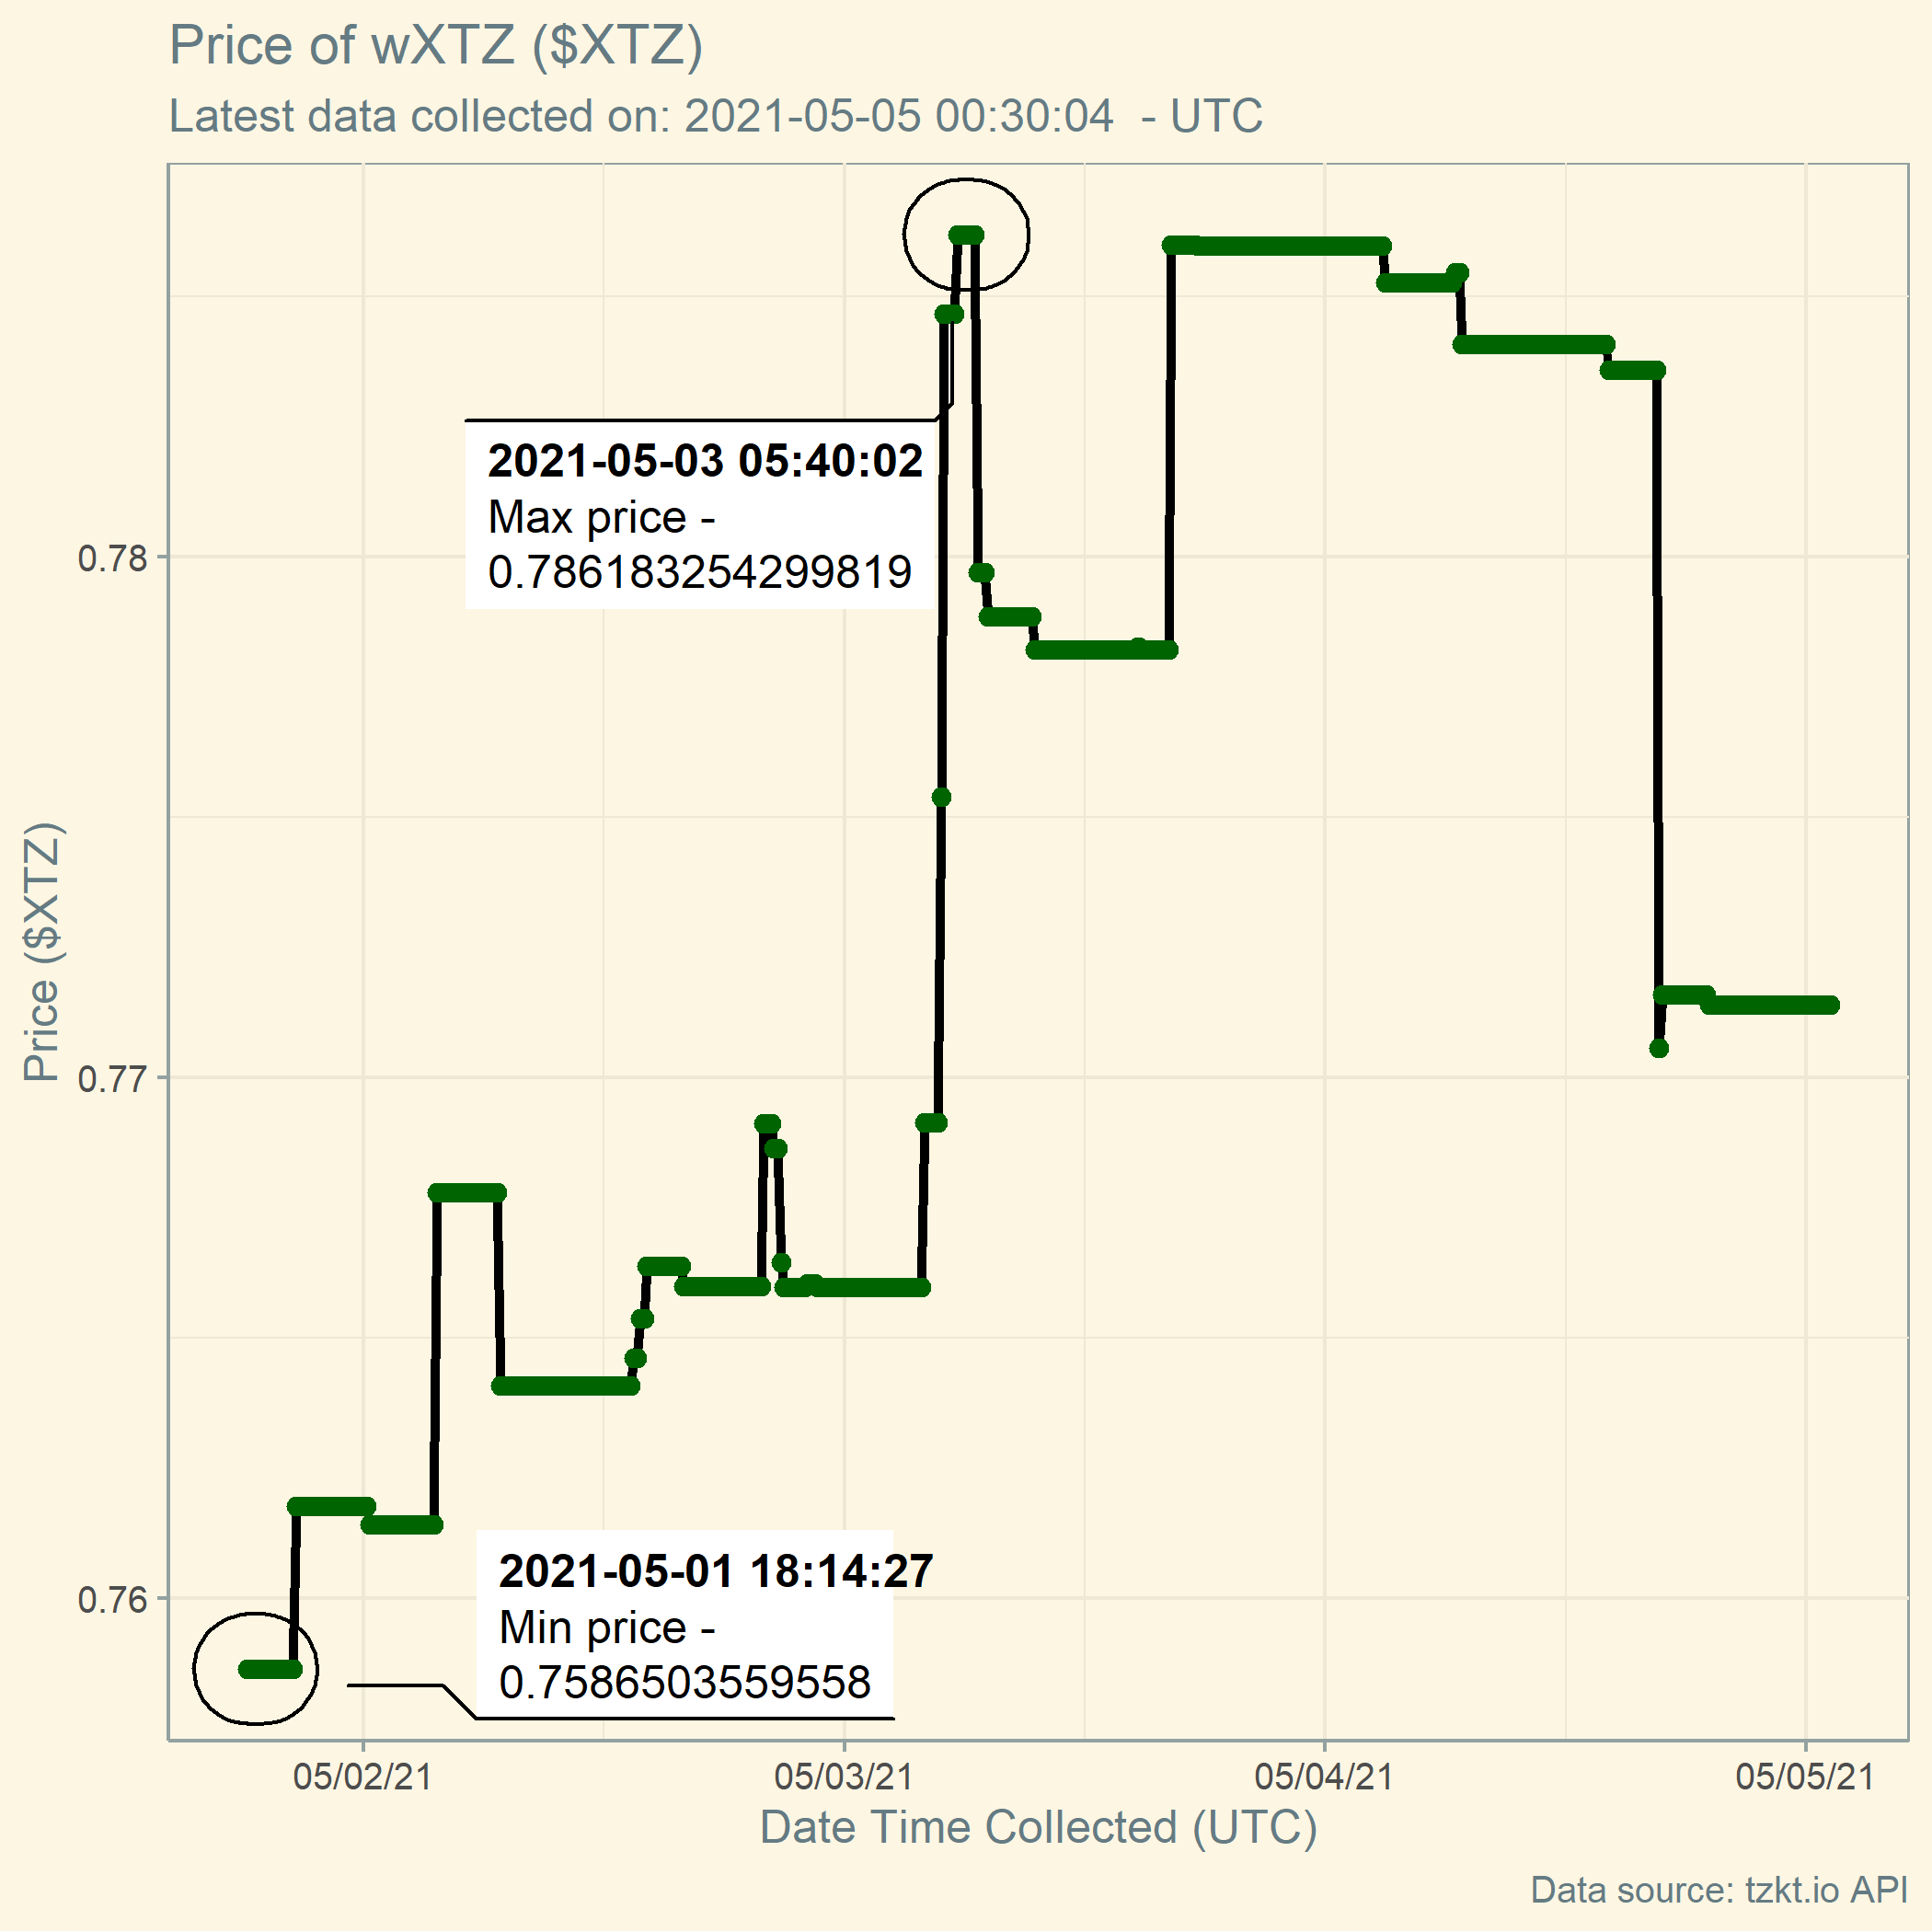 Price of wXTZ ($XTZ)
Latest data collected on: 2021-05-05 00:30:04  - UTC
2021-05-03 05:40:02
Max price -
0.786183254299819
0.78
Price ($XTZ)
0.77
2021-05-01 18:14:27
Min price -
0.7586503559558
0.76
05/02/21
05/03/21
05/04/21
05/05/21
Date Time Collected (UTC)
Data source: tzkt.io API